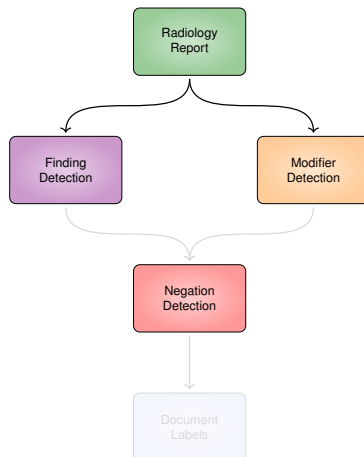 Radiology
Report
Finding
Detection
Modifier
Detection
Negation
Detection
Document
Labels